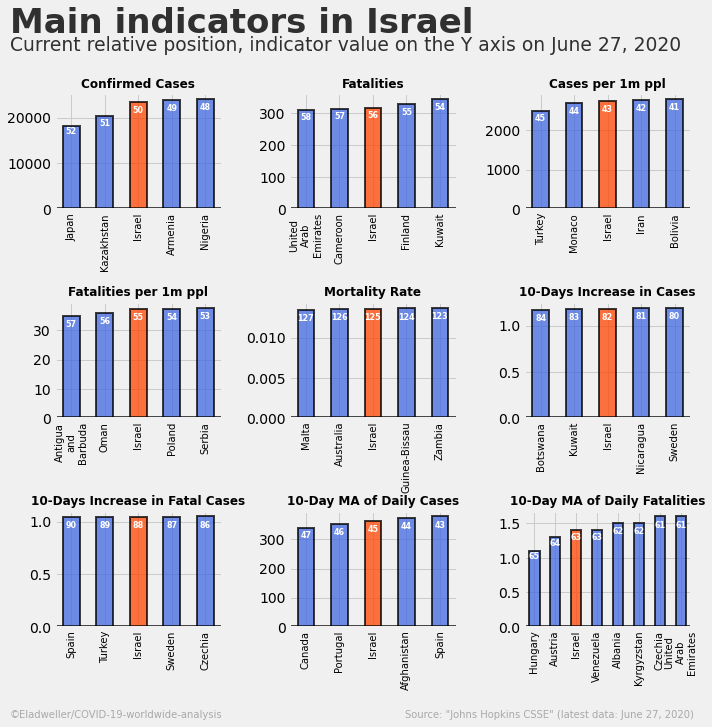 Main indicators in Israel
Current relative position, indicator value on the Y axis on June 27, 2020
Confirmed Cases
20000
10000
0
52
51
50
49
48
Japan
Kazakhstan
Israel
Armenia
Nigeria
Fatalities
300
200
100
0
58
57
56
55
54
United
Arab
Emirates
Cameroon
Israel
Finland
Kuwait
Cases per 1m ppl
2000
1000
0
45
44
43
42
41
Turkey
Monaco
Israel
Iran
Bolivia
Fatalities per 1m ppl
30
20
10
0
57
56
55
54
53
Antigua
and
Barbuda
Oman
Israel
Poland
Serbia
Mortality Rate
0.010
0.005
0.000
127
126
125
124
123
Malta
Australia
Israel
Guinea-Bissau
Zambia
10-Days Increase in Cases
1.0
0.5
0.0
84
83
82
81
80
Botswana
Kuwait
Israel
Nicaragua
Sweden
10-Days Increase in Fatal Cases
1.0
0.5
0.0
90
89
88
87
86
Spain
Turkey
Israel
Sweden
Czechia
10-Day MA of Daily Cases
300
200
100
0
47
46
45
44
43
Canada
Portugal
Israel
Afghanistan
Spain
10-Day MA of Daily Fatalities
1.5
1.0
0.5
0.0
65
64
63
63
62
62
61
61
Hungary
Austria
Israel
Venezuela
Albania
Kyrgyzstan
Czechia
United
Arab
Emirates
©Eladweller/COVID-19-worldwide-analysis
Source: "Johns Hopkins CSSE" (latest data: June 27, 2020)